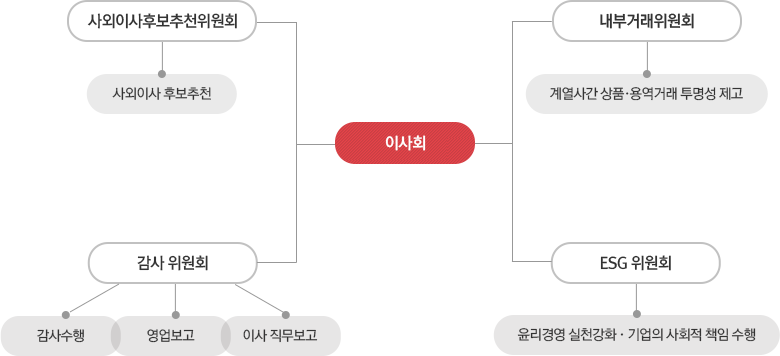 사외이사후보추천위원회
내부거래위원회
사외이사 후보추천
계열사간 상품·용역거래 투명성 제고
이사회
감사 위원회
ESG 위원회
감사수행
영업보고
이사 직무보고
윤리경영 실천강화 · 기업의 사회적 책임 수행